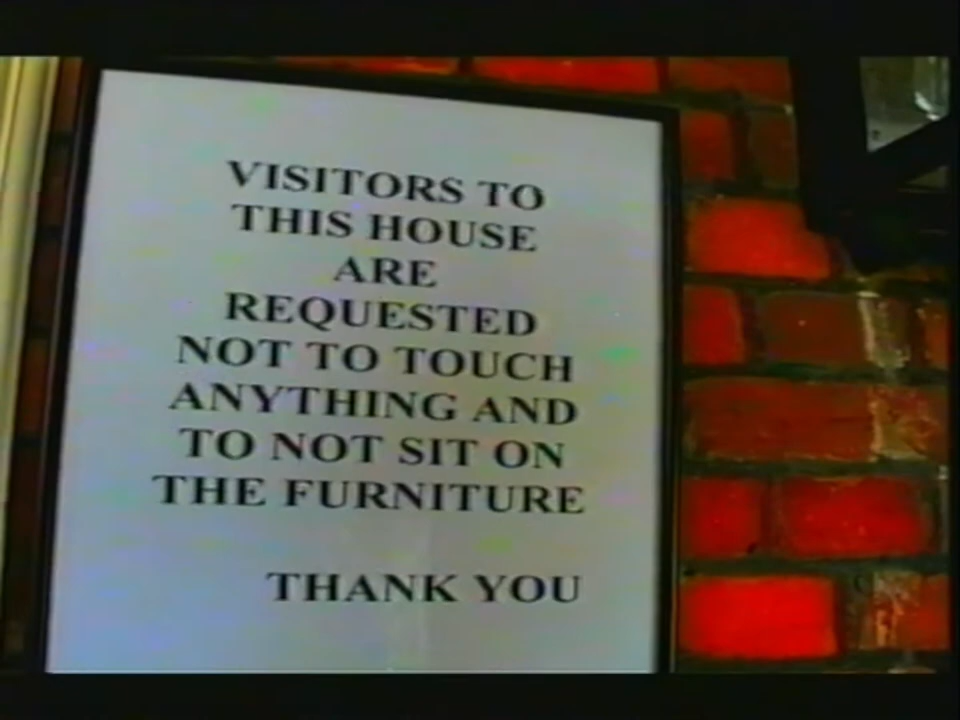 VISITORS TO
THIS HOUSE
ARE
REQUESTED
NOT TO TOUCH
ANYTHING AND
TO NOT SIT ON
THE FURNITURE
THANK YOU